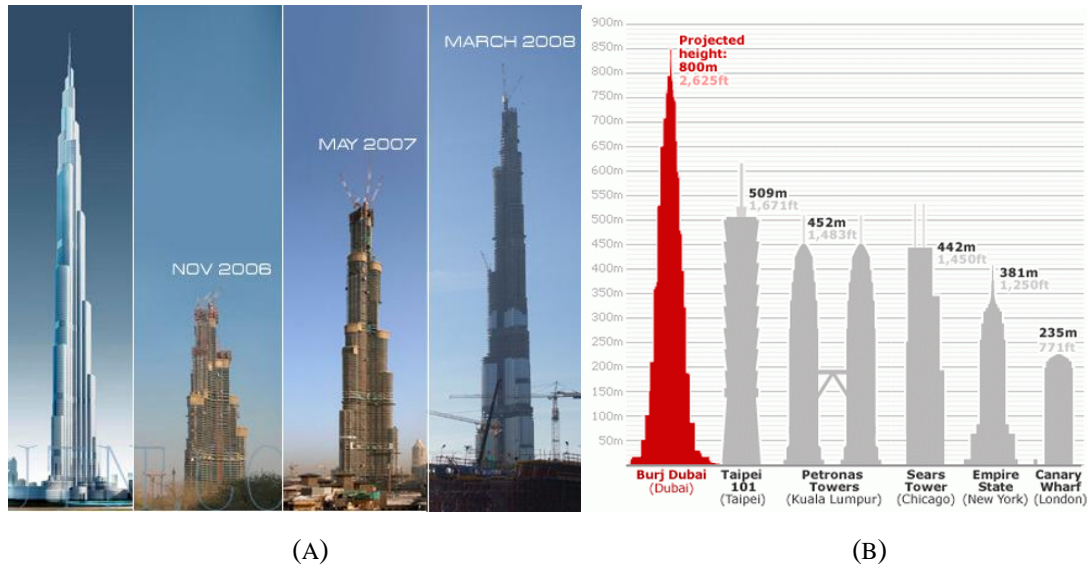 NOV 2006
MAY 2007
MARCH 2008
900m
850m
800m
750m
700m
650m
600m
550m
500m
450m
400m
350m
300m
250m
200m
150m
100m
50m
Projected
height:
800m
2,625ft
509m
1,671ft
452m
1,483ft
442m
1,450ft
381m
1,250ft
235m
771ft
Burj Dubai
(Dubai)
Taipei
101
(Taipei)
Petronas
Towers
(Kuala Lumpur)
Sears
Tower
(Chicago)
Empire
State
(New York)
Canary
Wharf
(London)
(A)
(B)